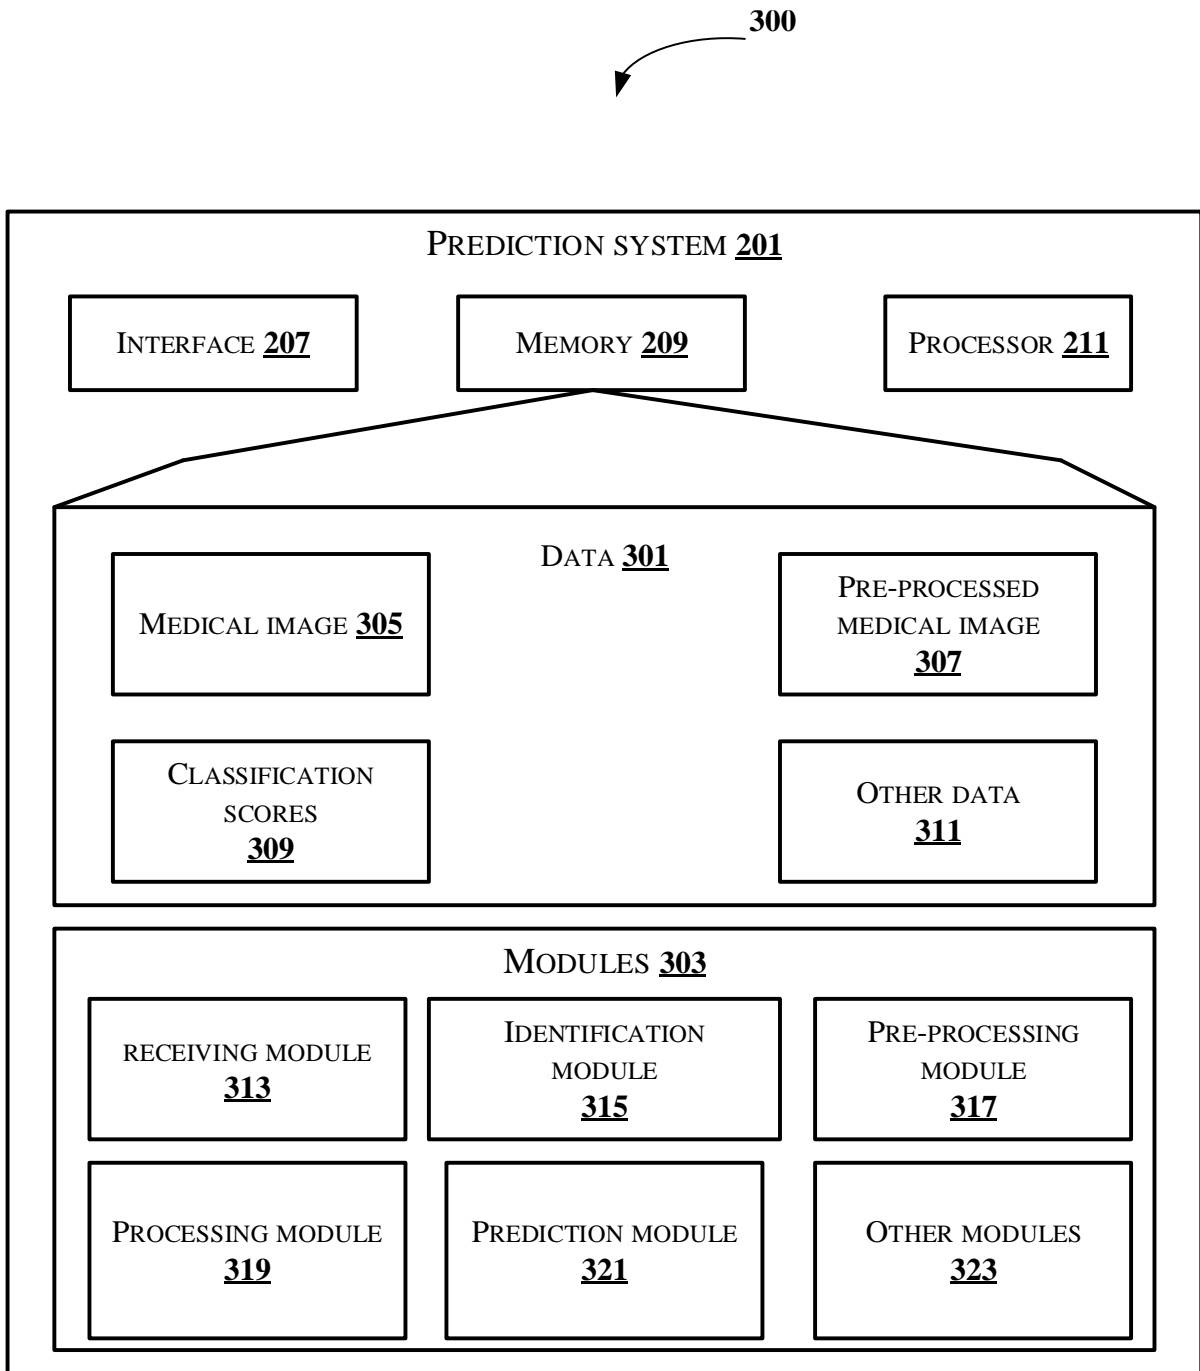 300
PREDICTION SYSTEM 201
INTERFACE 207
MEMORY 209
PROCESSOR 211
DATA 301
MEDICAL IMAGE 305
PRE-PROCESSED
MEDICAL IMAGE
307
CLASSIFICATION
SCORES
309
OTHER DATA
311
MODULES 303
RECEIVING MODULE
313
IDENTIFICATION
MODULE
315
PRE-PROCESSING
MODULE
317
PROCESSING MODULE
319
PREDICTION MODULE
321
OTHER MODULES
323